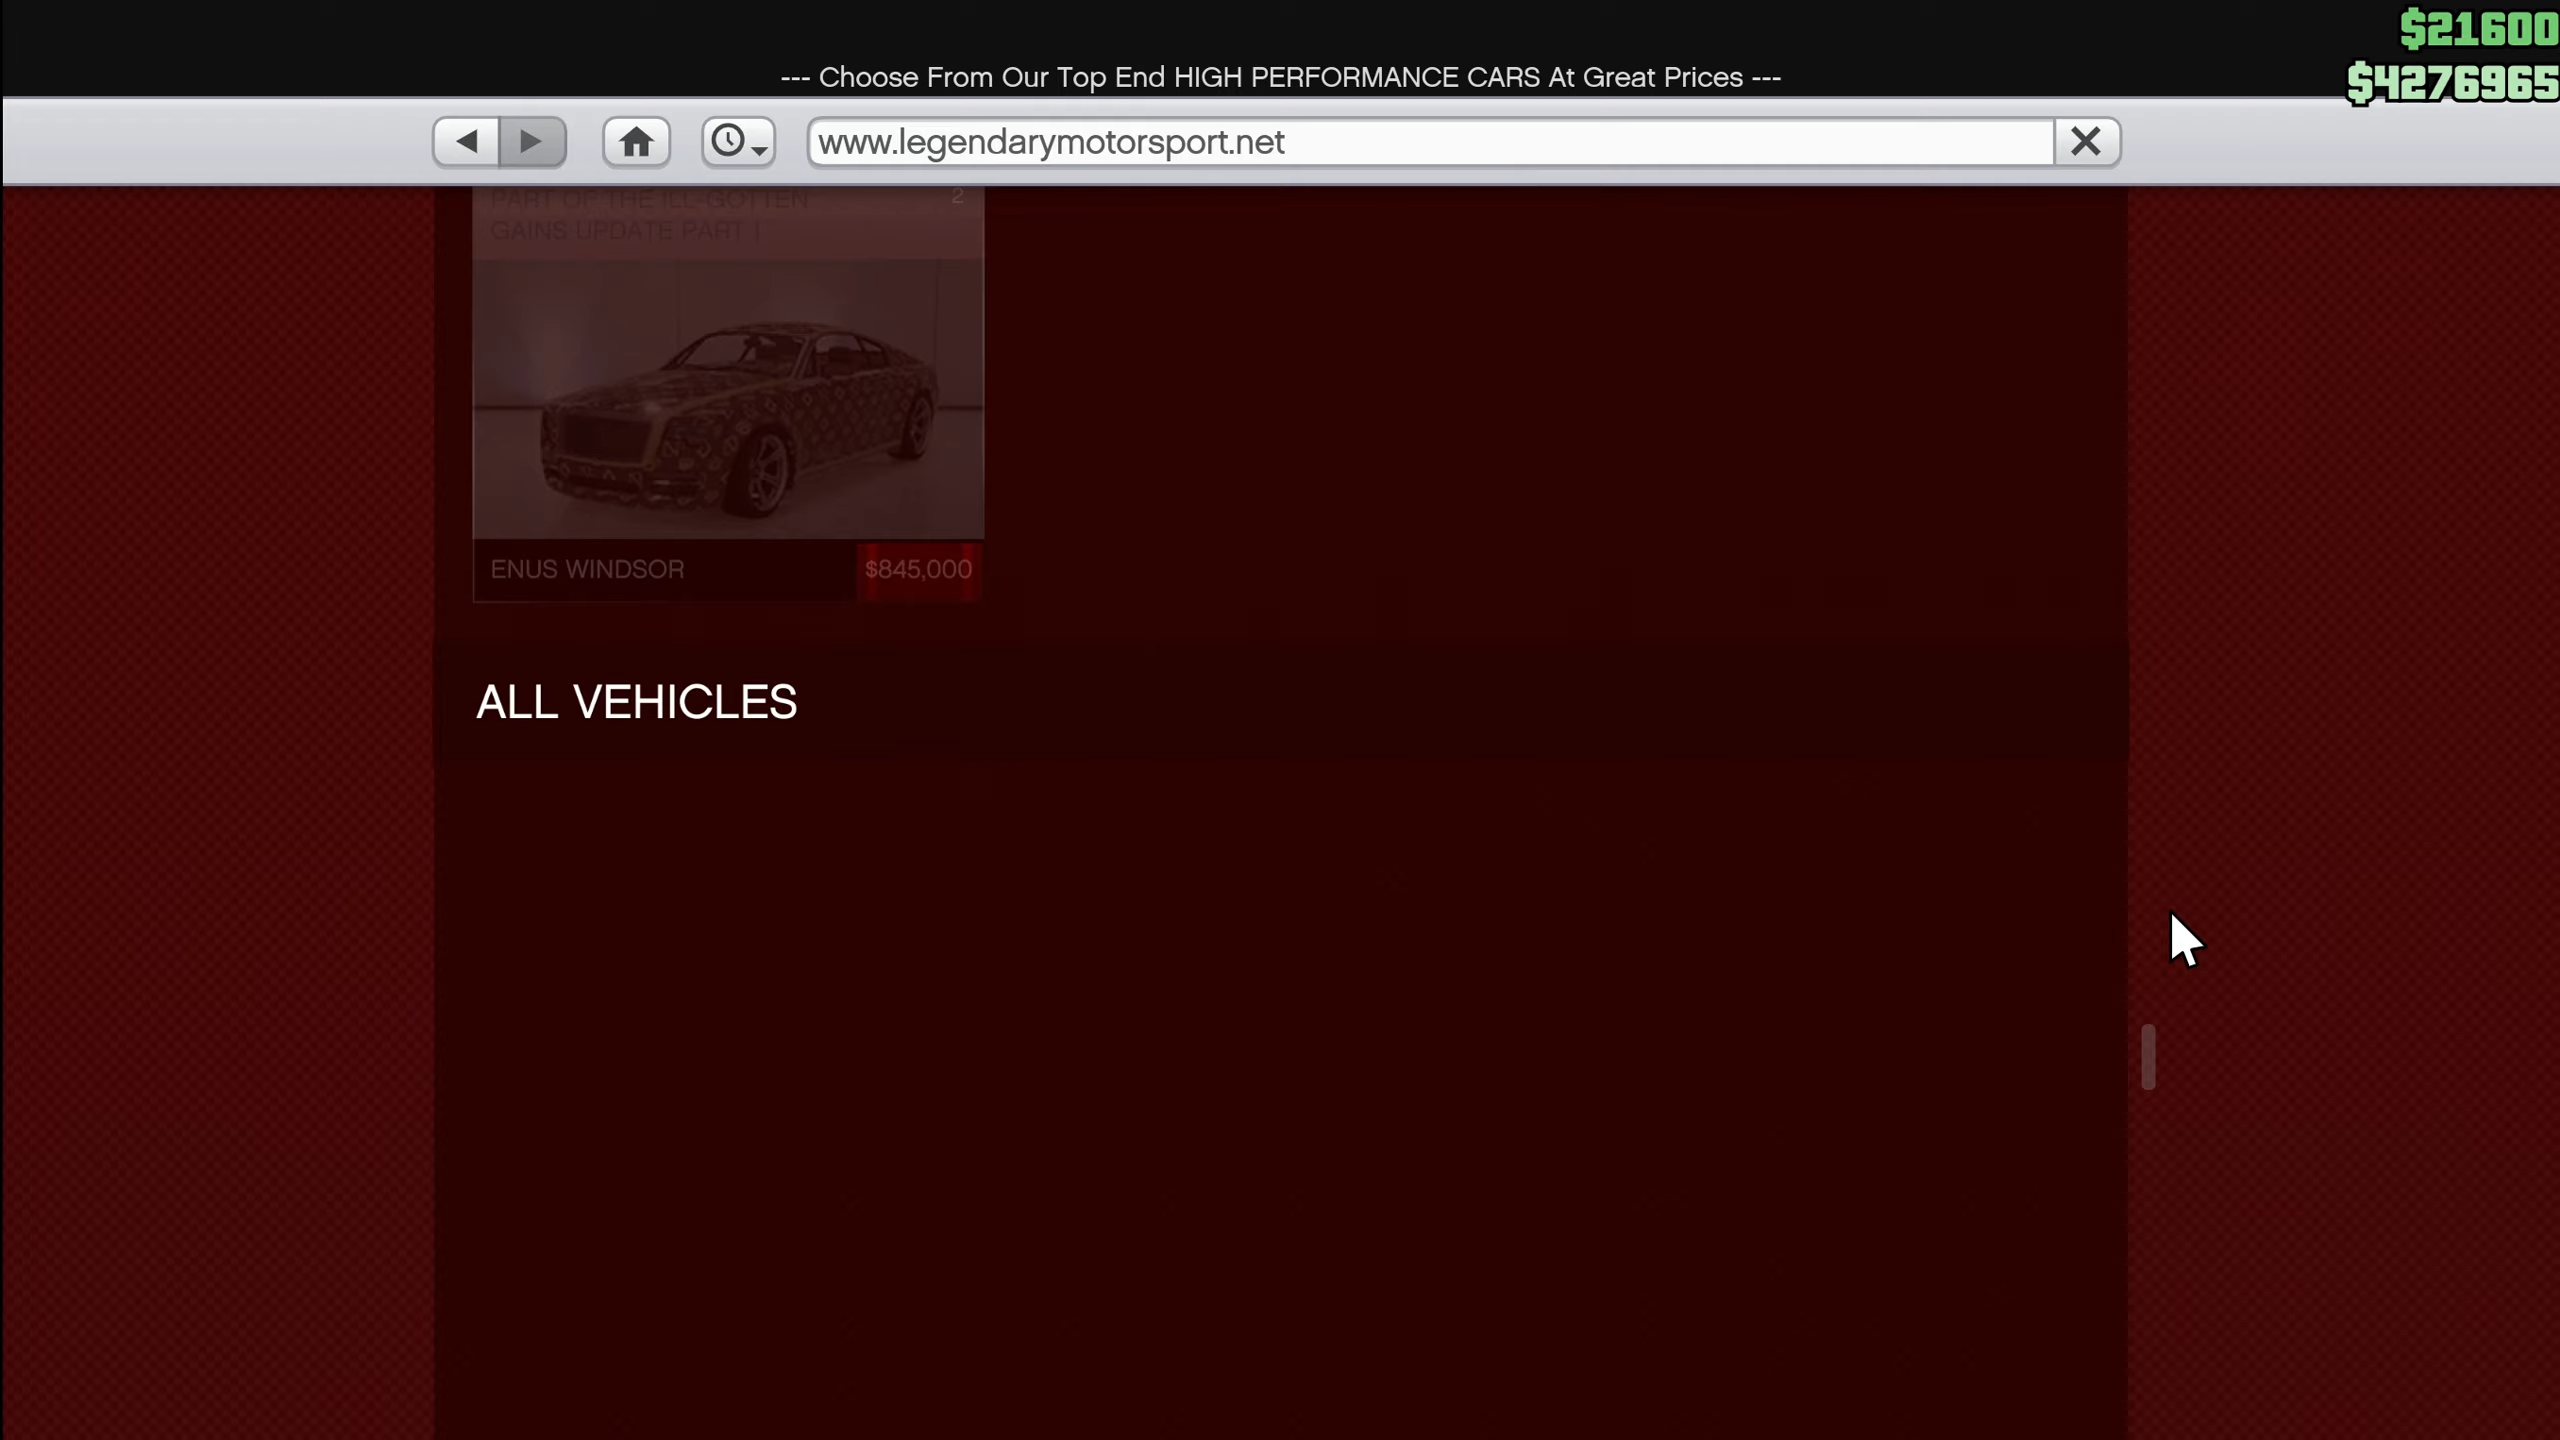 $21600
--- Choose From Our Top End HIGH PERFORMANCE CARS At Great Prices ---
$4276965
www.legendarymotorsport.net
PART OF THE ILL-GOTTEN 2
GAINS UPDATE PART I
ENUS WINDSOR $845,000
ALL VEHICLES